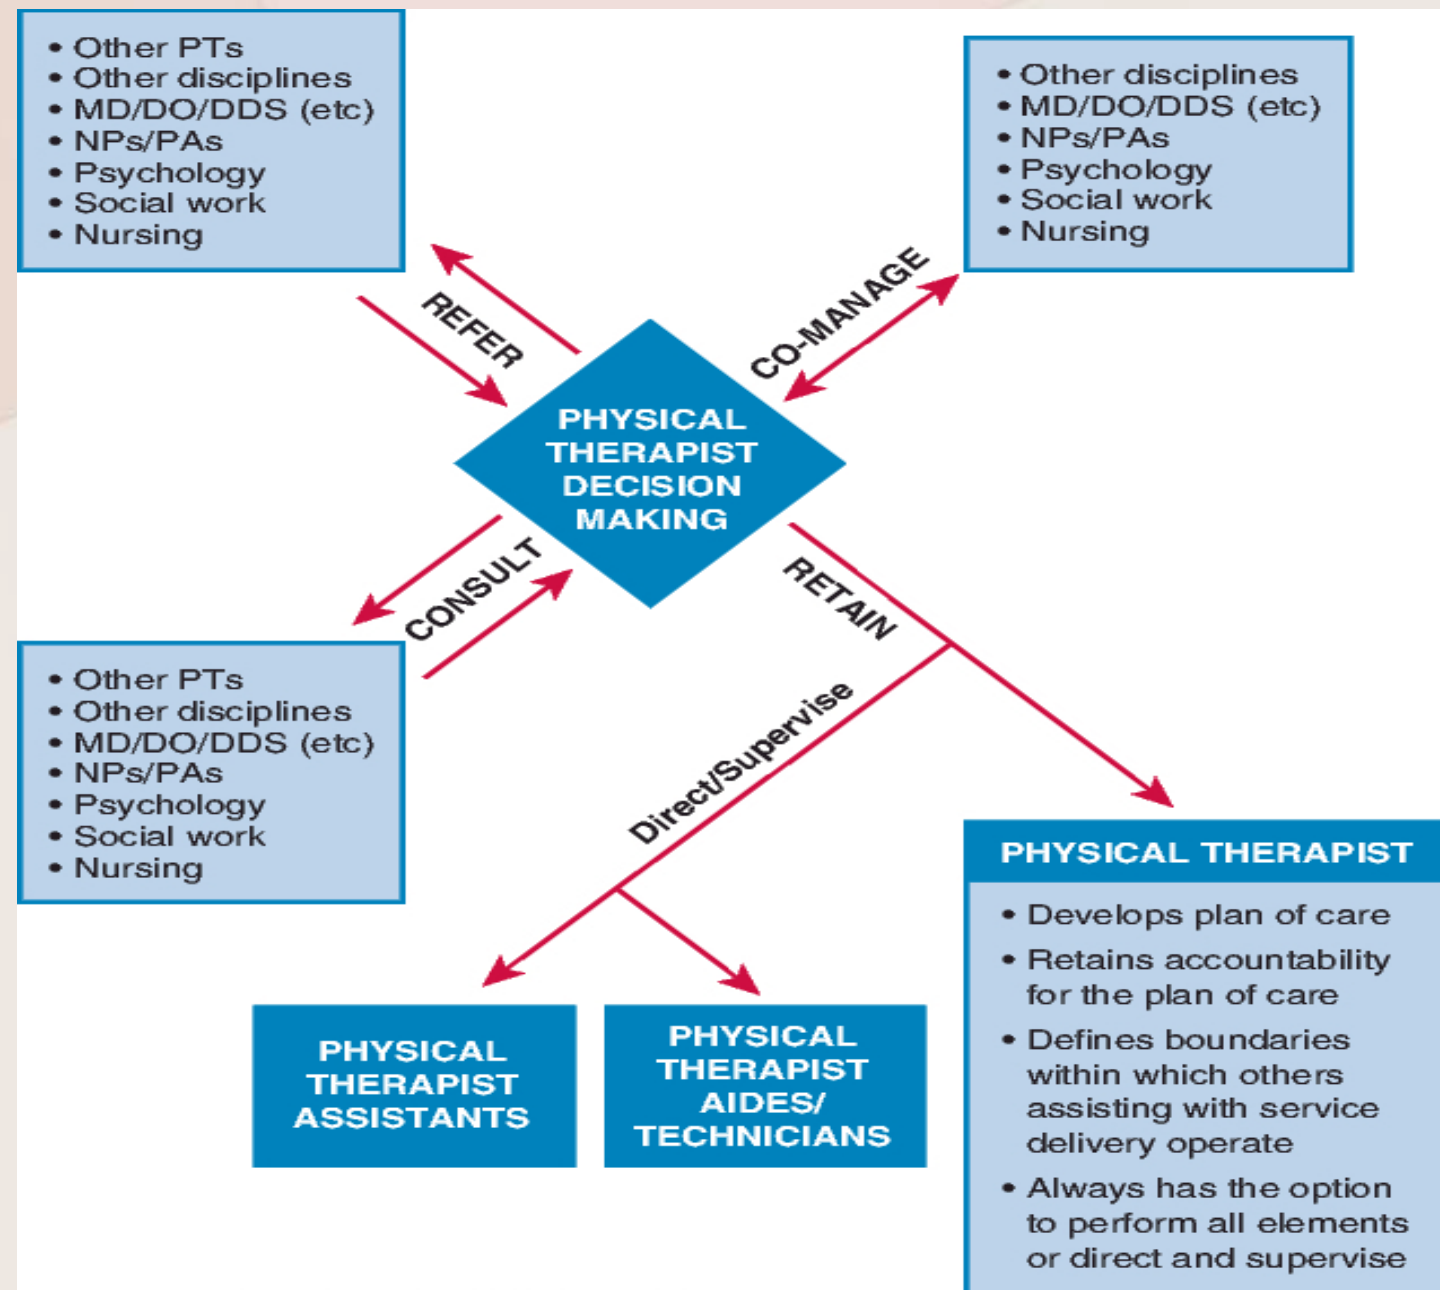 • Other PTs
• Other disciplines
• MD/DO/DDS (etc)
• NPs/PAs
• Psychology
• Social work
• Nursing
• Other disciplines
• MD/DO/DDS (etc)
• NPs/PAs
• Psychology
• Social work
• Nursing
REFER
CO-MANAGE
PHYSICAL
THERAPIST
DECISION
MAKING
CONSULT
RETAIN
• Other PTs
• Other disciplines
• MD/DO/DDS (etc)
• NPs/PAs
• Psychology
• Social work
• Nursing
Direct/Supervise
PHYSICAL
THERAPIST
ASSISTANTS
PHYSICAL
THERAPIST
AIDES/
TECHNICIANS
PHYSICAL THERAPIST
• Develops plan of care
• Retains accountability
for the plan of care
• Defines boundaries
within which others
assisting with service
delivery operate
• Always has the option
to perform all elements
or direct and supervise